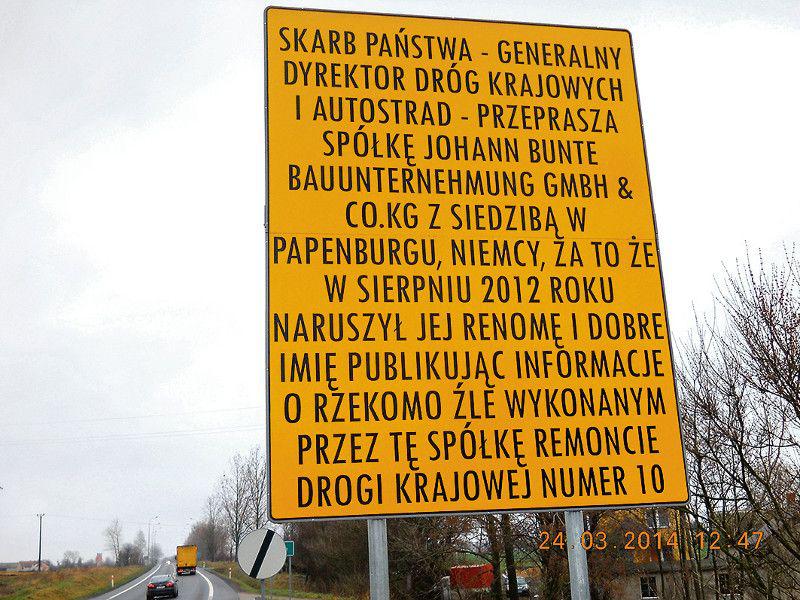 SKARB PAŃSTWA - GENERALNY
DYREKTOR DRÓG KRAJOWYCH
I AUTOSTRAD - PRZEPRASZA
SPÓŁKĘ JOHANN BUNTE
BAUUNTERNEHMUNG GMBH &
CO.KG Z SIEDZIBĄ W
PAPENBURGU, NIEMCY, ŻA TO ŻE
W SIERPNIU 2012 ROKU
NARUSZYŁ JEJ RENOMĘ I DOBRE
IMIĘ PUBLIKUJĄC INFORMACJE
O RZEKOMO ŹLE WYKONANYM
PRZEZ TĘ SPÓŁKĘ REMONCIE
DROGI KRAJOWEJ NUMER 10
24.03.2014 12:47